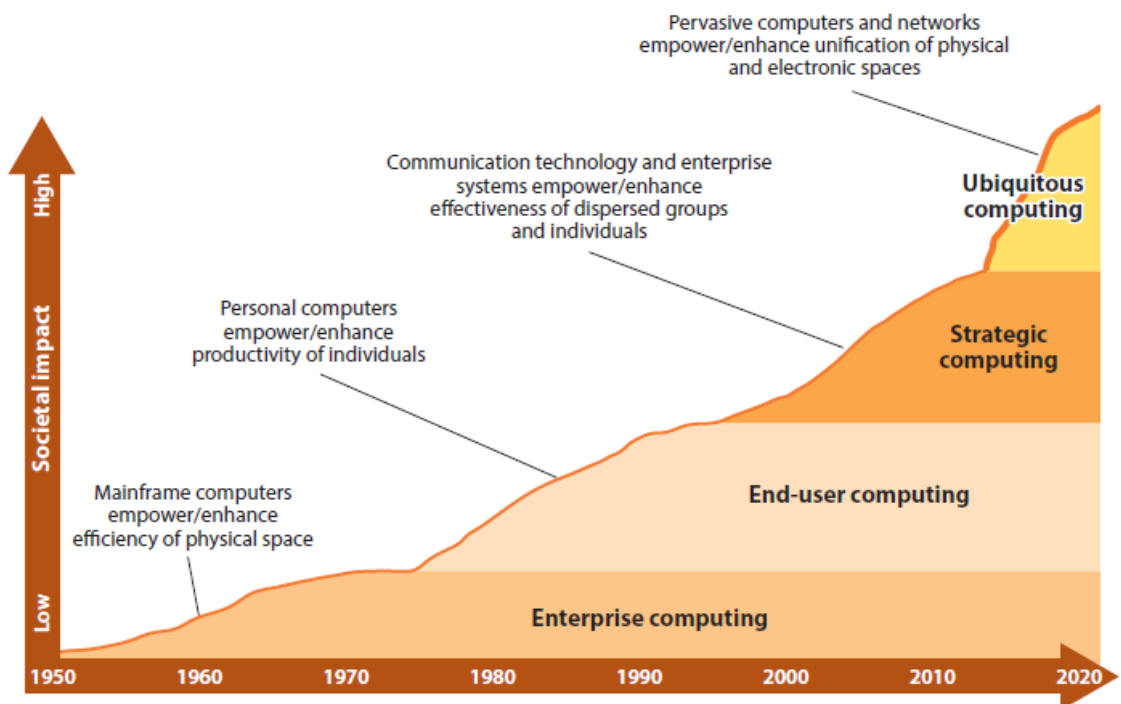 Pervasive computers and networks
empower/enhance unification of physical
and electronic spaces
Communication technology and enterprise
systems empower/enhance
effectiveness of dispersed groups
and individuals
Personal computers
empower/enhance
productivity of individuals
Mainframe computers
empower/enhance
efficiency of physical space
High
Societal impact
Low
Ubiquitous
computing
Strategic
computing
End-user computing
Enterprise computing
1950 1960 1970 1980 1990 2000 2010 2020